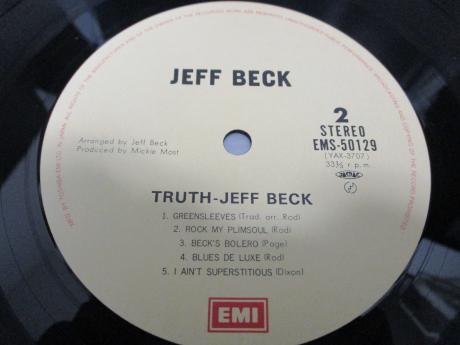 JEFF BECK
2
STEREO
EMS-50129
(YAX-3707)
33⅓ r. p. m.
Arranged by Jeff Beck
Produced by Mickie Most
TRUTH-JEFF BECK
1. GREENSLEEVES (Trad. arr. Rod)
2. ROCK MY PLIMSOUL (Rod)
3. BECK'S BOLERO (Page)
4. BLUES DE LUXE (Rod)
5. I AIN'T SUPERSTITIOUS (Dixon)
EMI